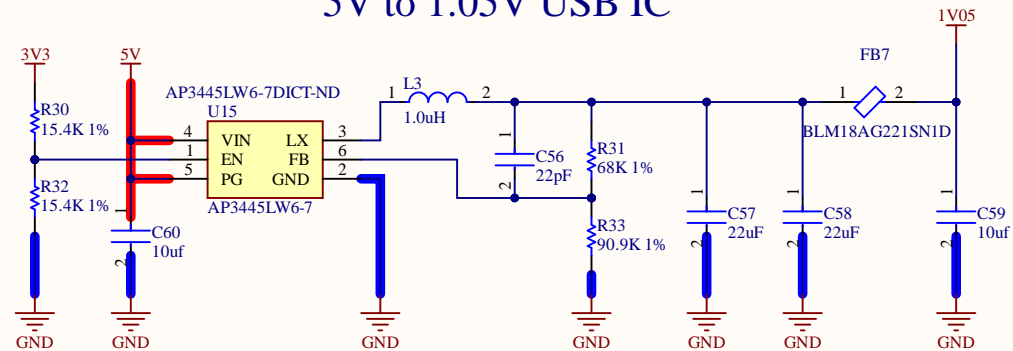 5V to 1.05V USB IC
1V05
3V3
5V
FB7
AP3445LW6-7DICT-ND
U15
L3
1
2
1.0uH
1
2
BLM18AG221SN1D
R30
15.4K 1%
4
VIN
LX
3
1
EN
FB
6
5
PG
GND
2
AP3445LW6-7
1
C56
22pF
2
R31
68K 1%
R32
15.4K 1%
1
C60
10uf
2
R33
90.9K 1%
1
C57
22uF
2
1
C58
22uF
2
1
C59
10uf
2
GND
GND
GND
GND
GND
GND
GND